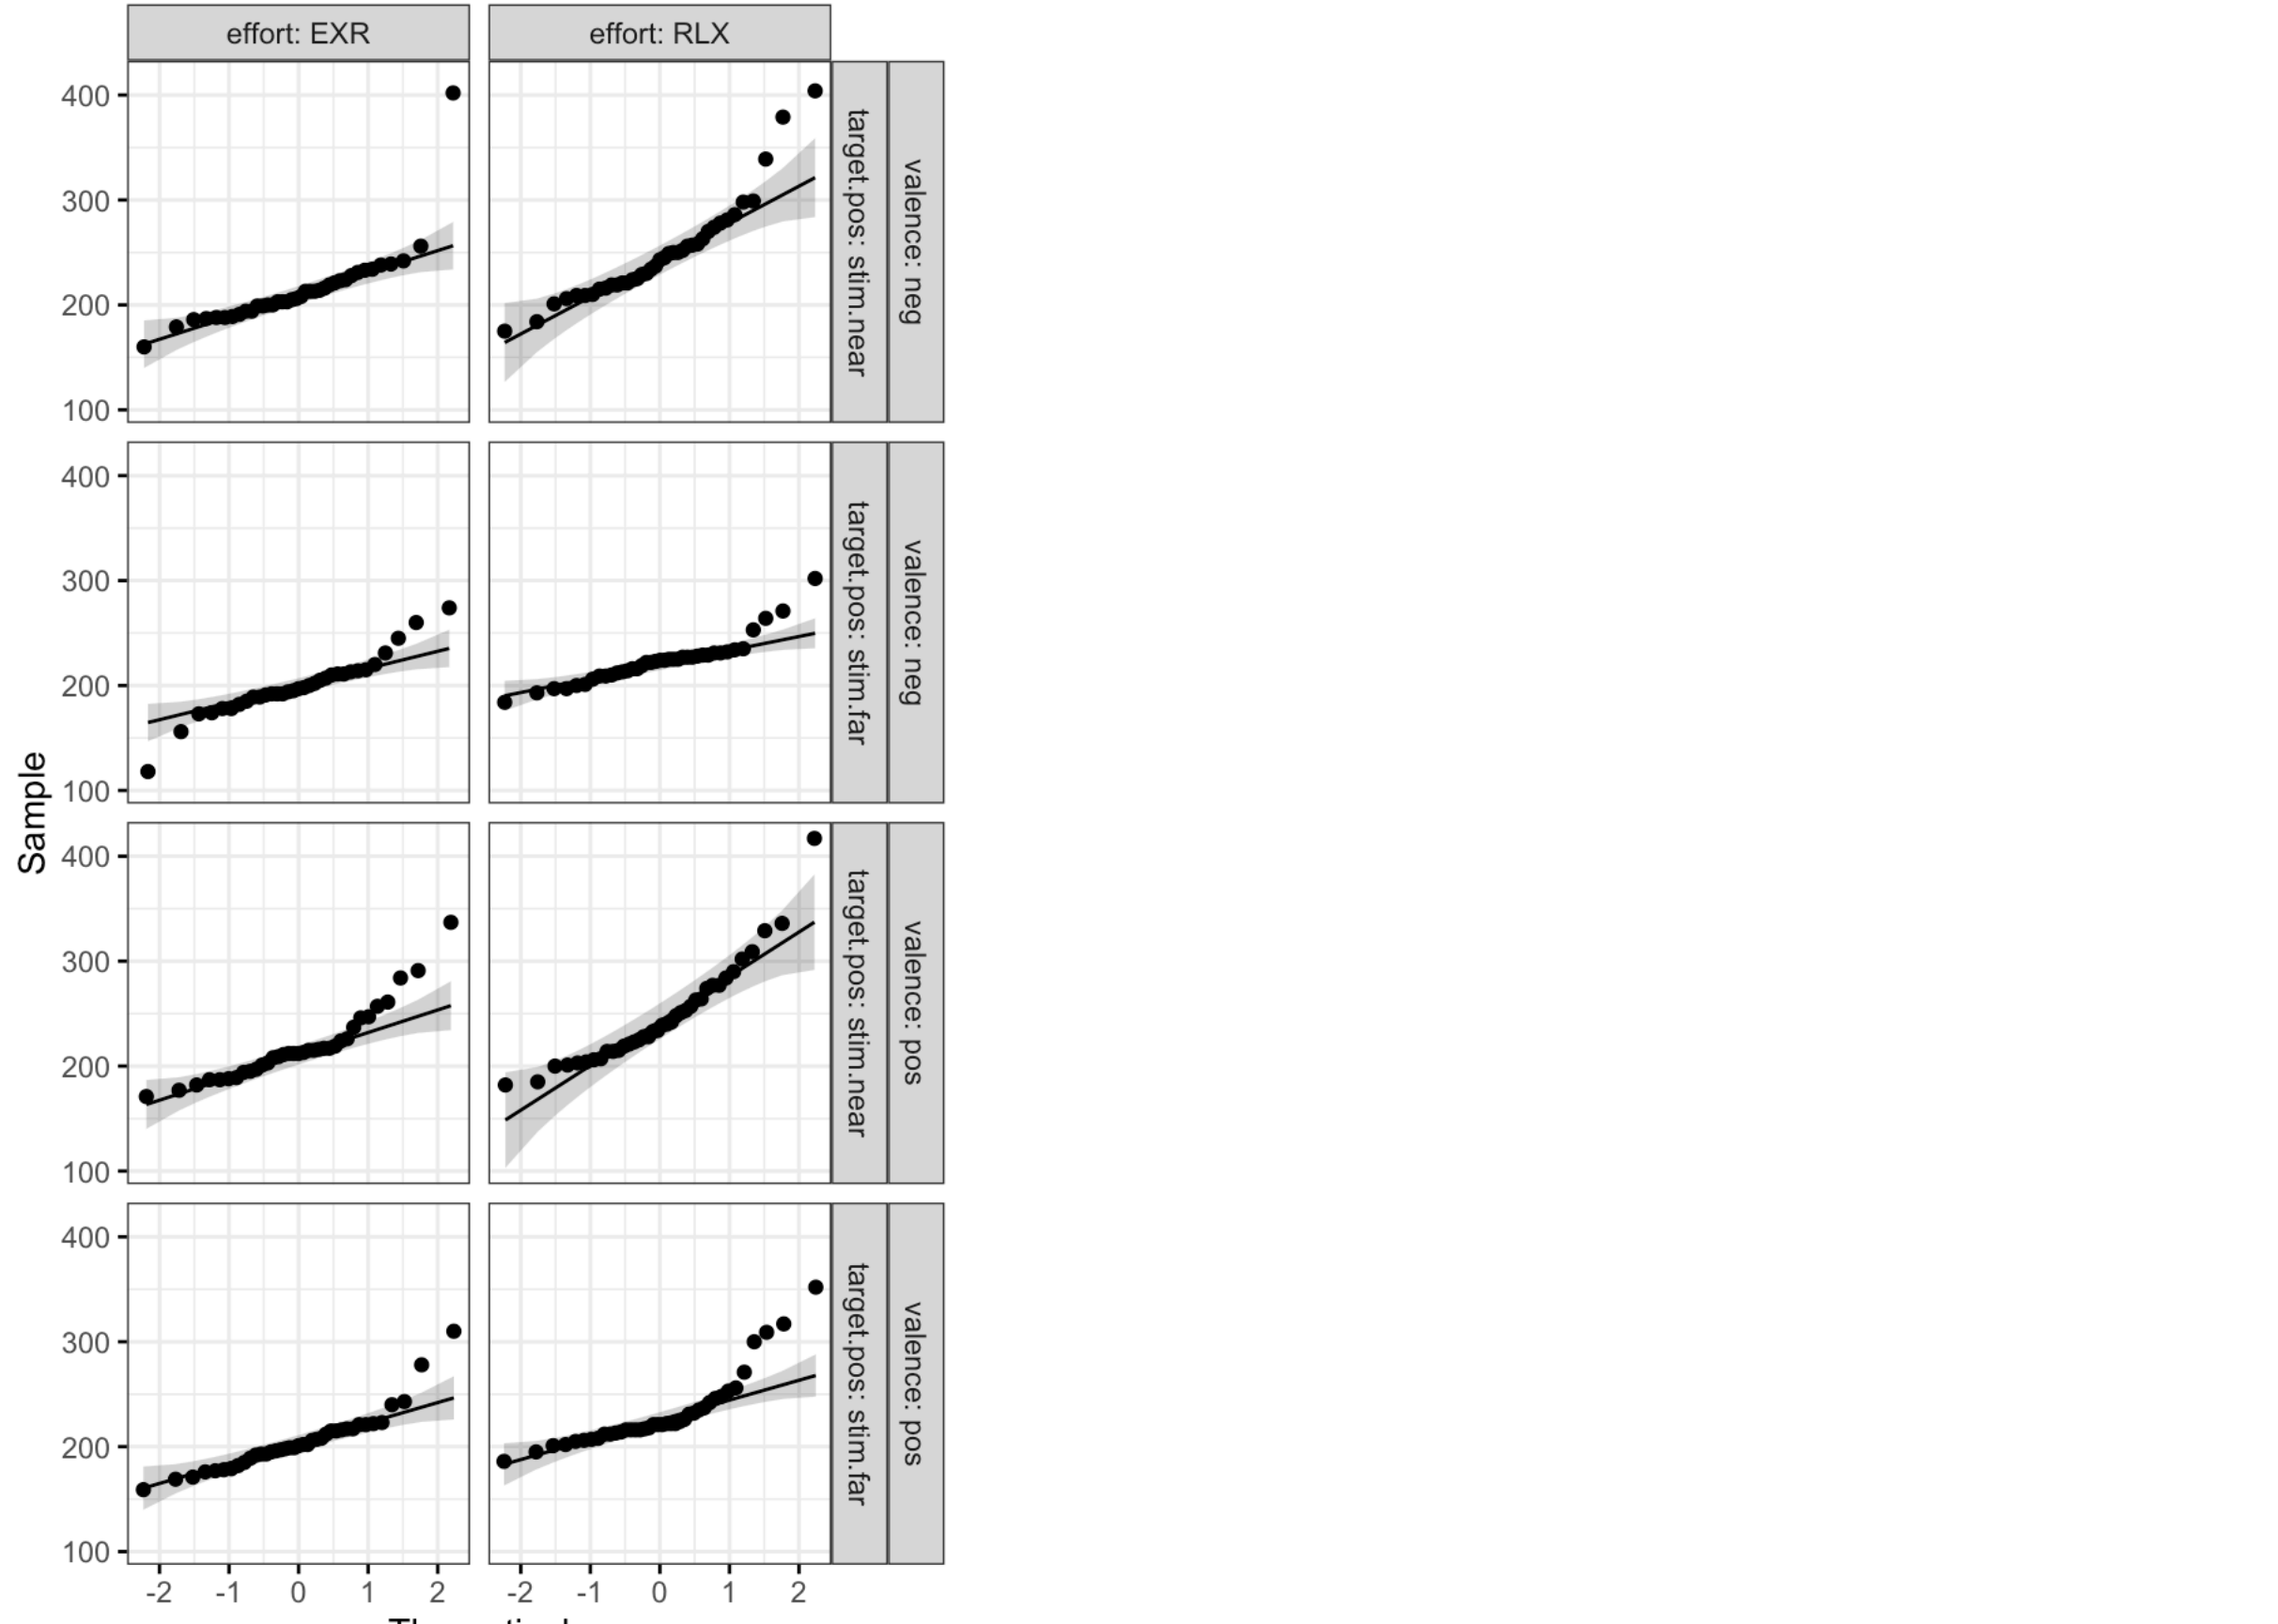 effort: EXR
effort: RLX
400
300
200
100
target.pos: stim.near
valence: neg
400
300
200
100
target.pos: stim.far
valence: neg
Sample
400
300
200
100
target.pos: stim.near
valence: pos
400
300
200
100
target.pos: stim.far
valence: pos
-2 -1 0 1 2
-2 -1 0 1 2